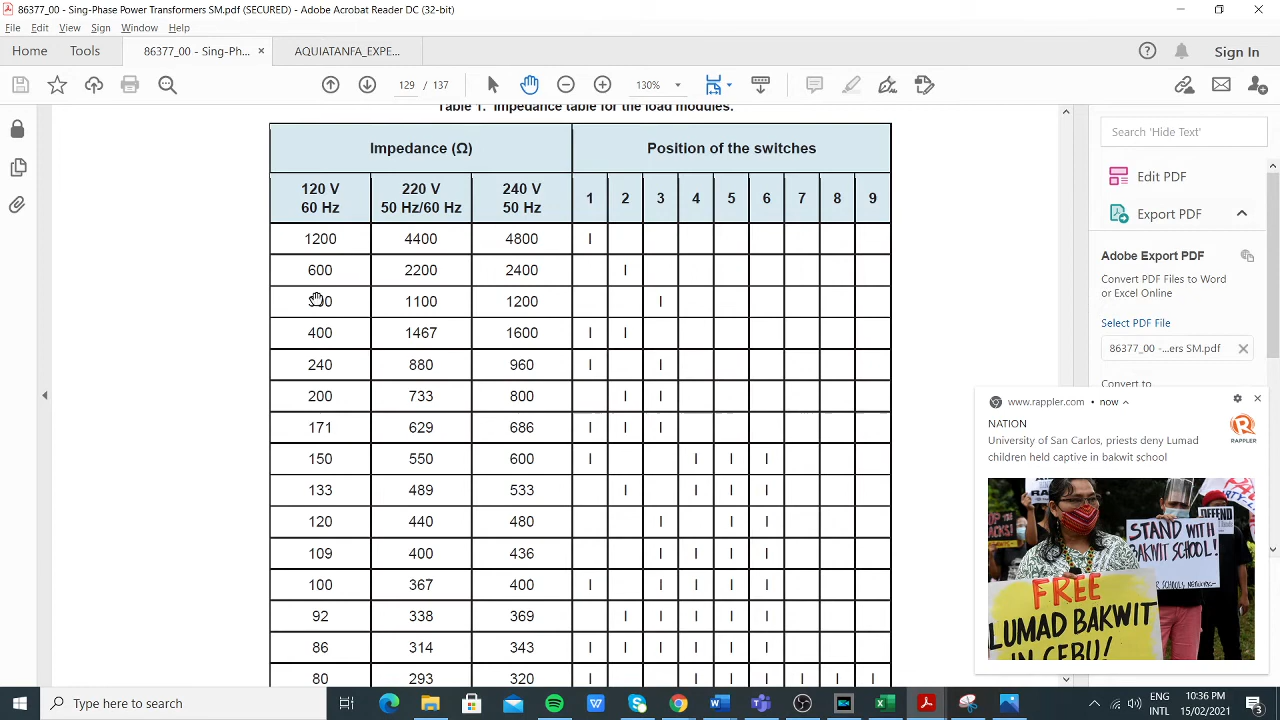 86377_00 - Sing-Phase Power Transformers SM.pdf (SECURED) - Adobe Acrobat Reader DC (32-bit)
File Edit View Sign Window Help
Home Tools 86377_00 - Sing-Ph... × AQUIATANFA_EXPE... Sign In
129 / 137 130%
Table 1. Impedance table for the load modules.
Impedance (Ω) Position of the switches
120 V 60 Hz 220 V 50 Hz/60 Hz 240 V 50 Hz 1 2 3 4 5 6 7 8 9
1200 4400 4800 I
600 2200 2400 I
1100 1200 I
400 1467 1600 I I
240 880 960 I I
200 733 800 I I
171 629 686 I I I
150 550 600 I I I I
133 489 533 I I I I
120 440 480 I I I
109 400 436 I I I I
100 367 400 I I I I I
92 338 369 I I I I I
86 314 343 I I I I I I
80 293 320 I I I I I I
Search 'Hide Text'
Edit PDF
Export PDF
Adobe Export PDF
Convert PDF Files to Word
or Excel Online
Select PDF File
86377_00 -...ers SM.pdf
Convert to
www.rappler.com • now
NATION
University of San Carlos, priests deny Lumad
children held captive in bakwit school
RAPPLER
STAND WITH
BAKWIT SCHOOL!
DEFEND
FREE
LUMAD BAKWIT
IN CEBU!
Type here to search
ENG
INTL
10:36 PM
15/02/2021